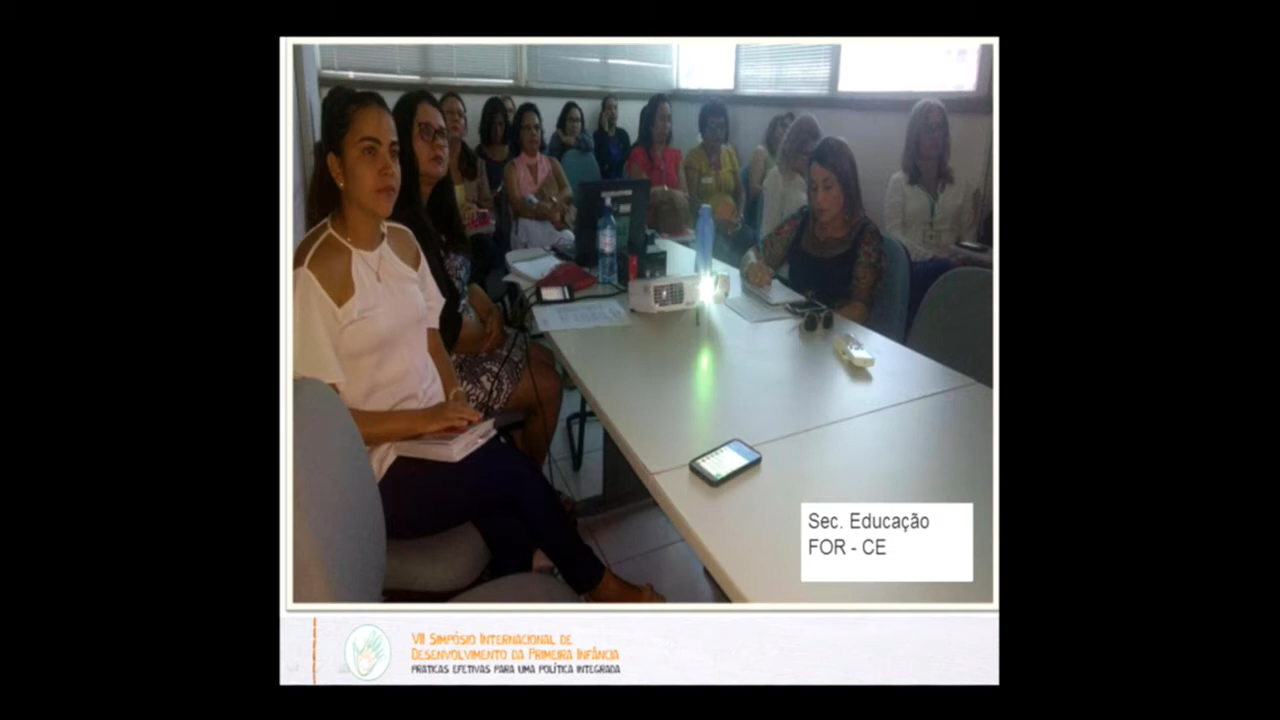 Sec. Educação
FOR - CE
VII Simpósio Internacional de
Desenvolvimento da Primeira Infância
práticas efetivas para uma política integrada